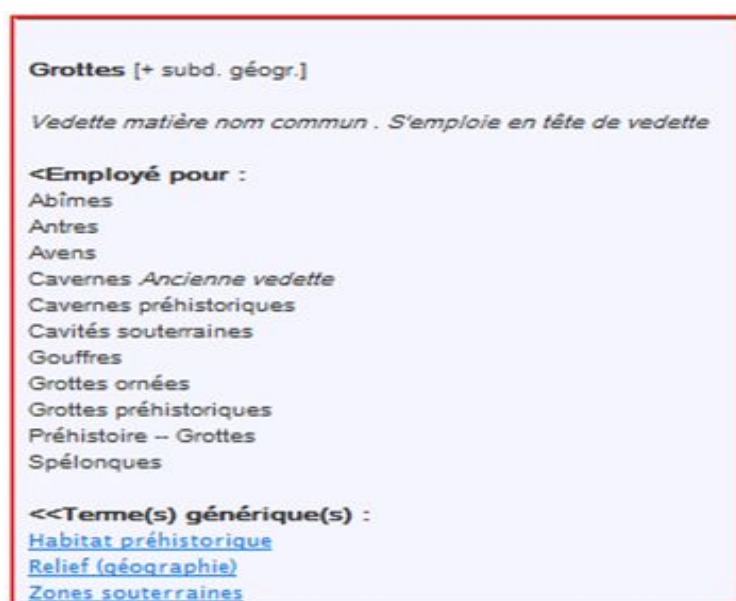 Grottes [+ subd. géogr.]
Vedette matière nom commun . S'emploie en tête de vedette
<Employé pour :
Abîmes
Antres
Avens
Cavernes Ancienne vedette
Cavernes préhistoriques
Cavités souterraines
Gouffres
Grottes ornées
Grottes préhistoriques
Préhistoire -- Grottes
Spélonques
<<Terme(s) générique(s) :
Habitat préhistorique
Relief (géographie)
Zones souterraines